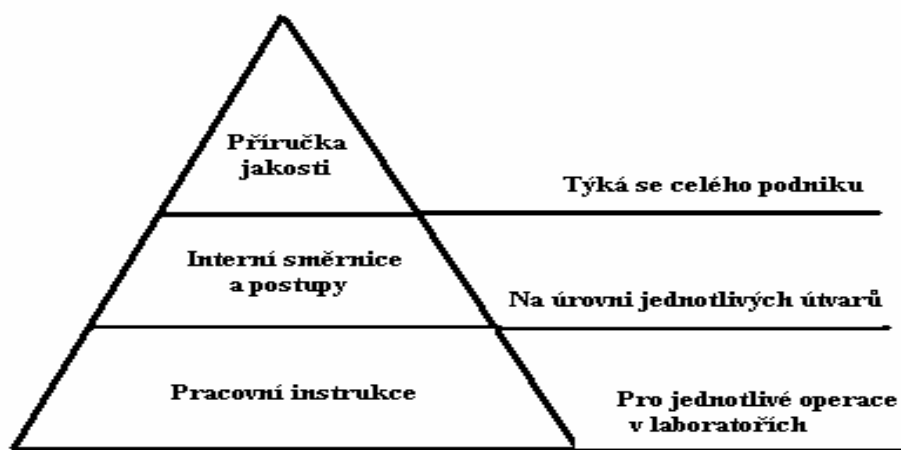 Příručka
jakosti
Týká se celého podniku
Interní směrnice
a postupy
Na úrovni jednotlivých útvarů
Pracovní instrukce
Pro jednotlivé operace
v laboratořích